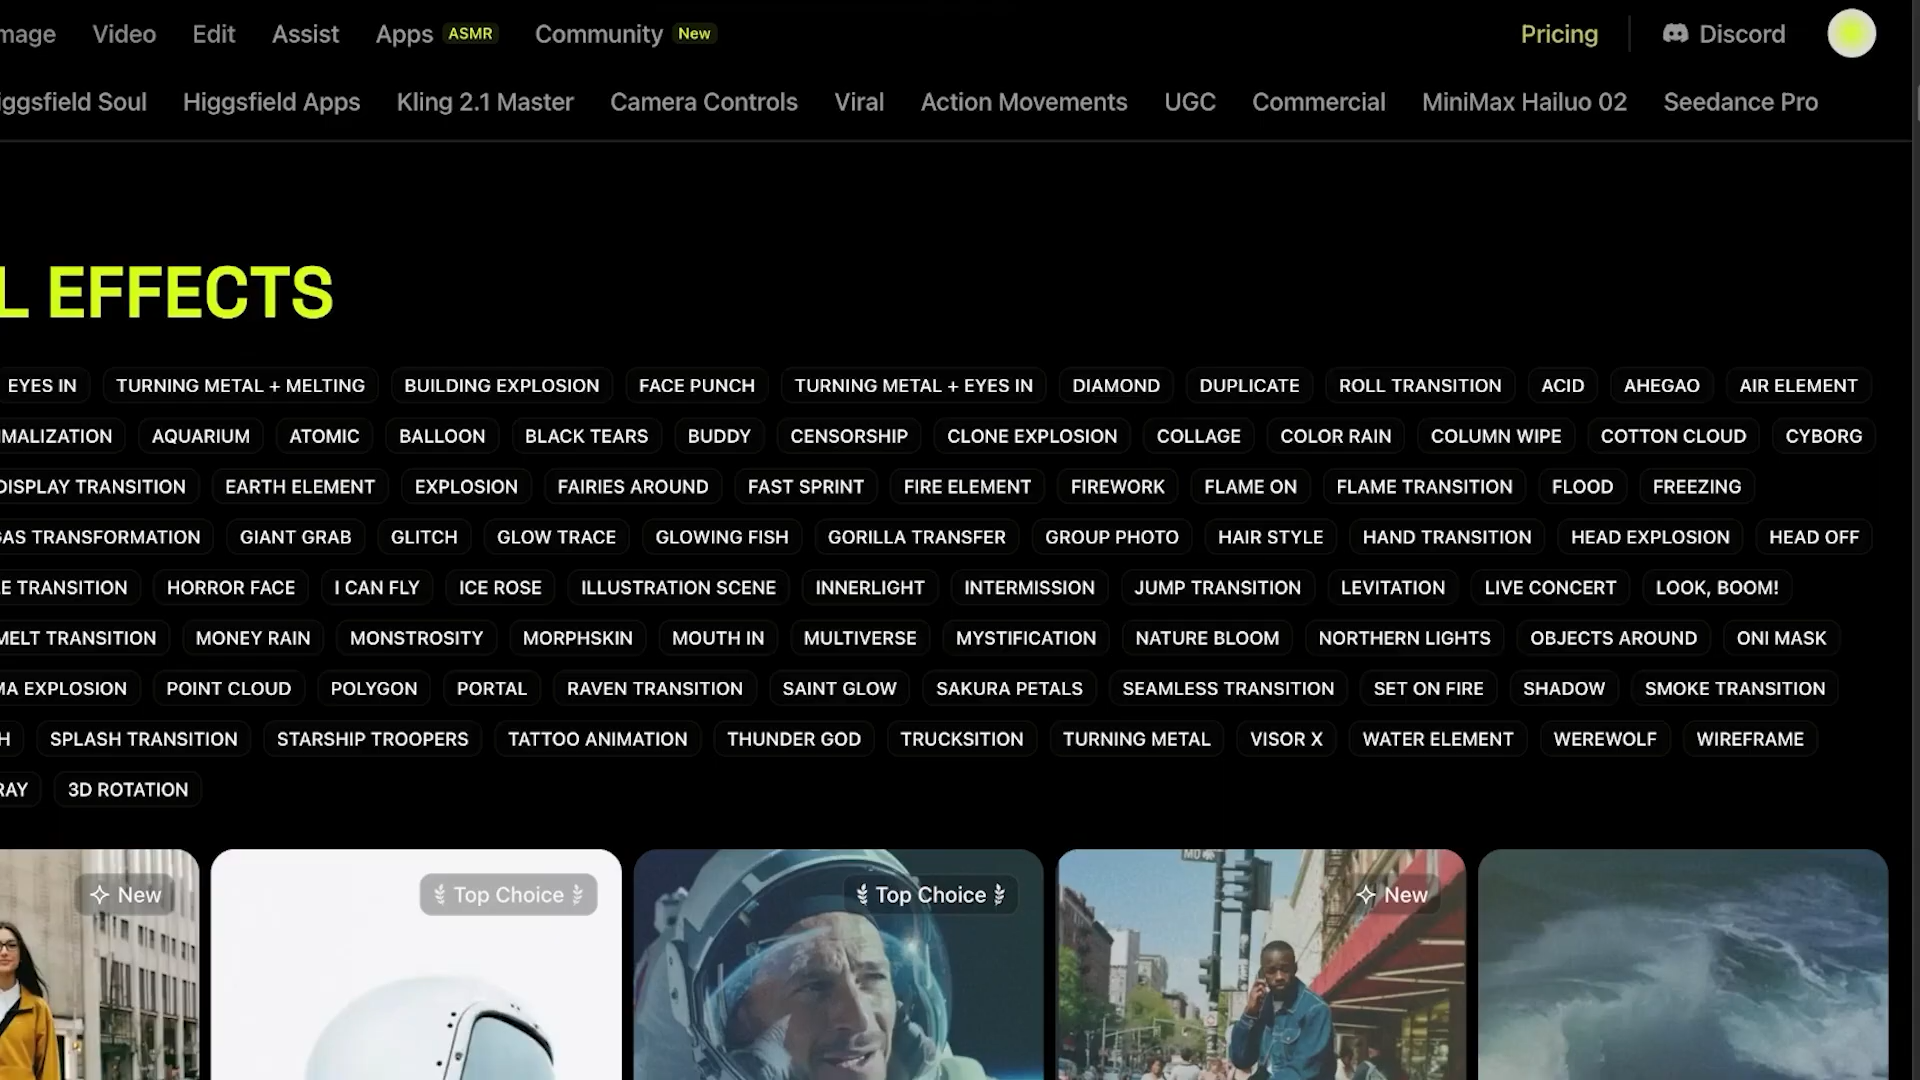 mage Video Edit Assist Apps ASMR Community New Pricing Discord
iggsfield Soul Higgsfield Apps Kling 2.1 Master Camera Controls Viral Action Movements UGC Commercial MiniMax Hailuo 02 Seedance Pro
L EFFECTS
EYES IN TURNING METAL + MELTING BUILDING EXPLOSION FACE PUNCH TURNING METAL + EYES IN DIAMOND DUPLICATE ROLL TRANSITION ACID AHEGAO AIR ELEMENT
MALIZATION AQUARIUM ATOMIC BALLOON BLACK TEARS BUDDY CENSORSHIP CLONE EXPLOSION COLLAGE COLOR RAIN COLUMN WIPE COTTON CLOUD CYBORG
DISPLAY TRANSITION EARTH ELEMENT EXPLOSION FAIRIES AROUND FAST SPRINT FIRE ELEMENT FIREWORK FLAME ON FLAME TRANSITION FLOOD FREEZING
GAS TRANSFORMATION GIANT GRAB GLITCH GLOW TRACE GLOWING FISH GORILLA TRANSFER GROUP PHOTO HAIR STYLE HAND TRANSITION HEAD EXPLOSION HEAD OFF
E TRANSITION HORROR FACE I CAN FLY ICE ROSE ILLUSTRATION SCENE INNERLIGHT INTERMISSION JUMP TRANSITION LEVITATION LIVE CONCERT LOOK, BOOM!
MELT TRANSITION MONEY RAIN MONSTROSITY MORPHSKIN MOUTH IN MULTIVERSE MYSTIFICATION NATURE BLOOM NORTHERN LIGHTS OBJECTS AROUND ONI MASK
MA EXPLOSION POINT CLOUD POLYGON PORTAL RAVEN TRANSITION SAINT GLOW SAKURA PETALS SEAMLESS TRANSITION SET ON FIRE SHADOW SMOKE TRANSITION
H SPLASH TRANSITION STARSHIP TROOPERS TATTOO ANIMATION THUNDER GOD TRUCKSITION TURNING METAL VISOR X WATER ELEMENT WEREWOLF WIREFRAME
RAY 3D ROTATION
New Top Choice Top Choice New